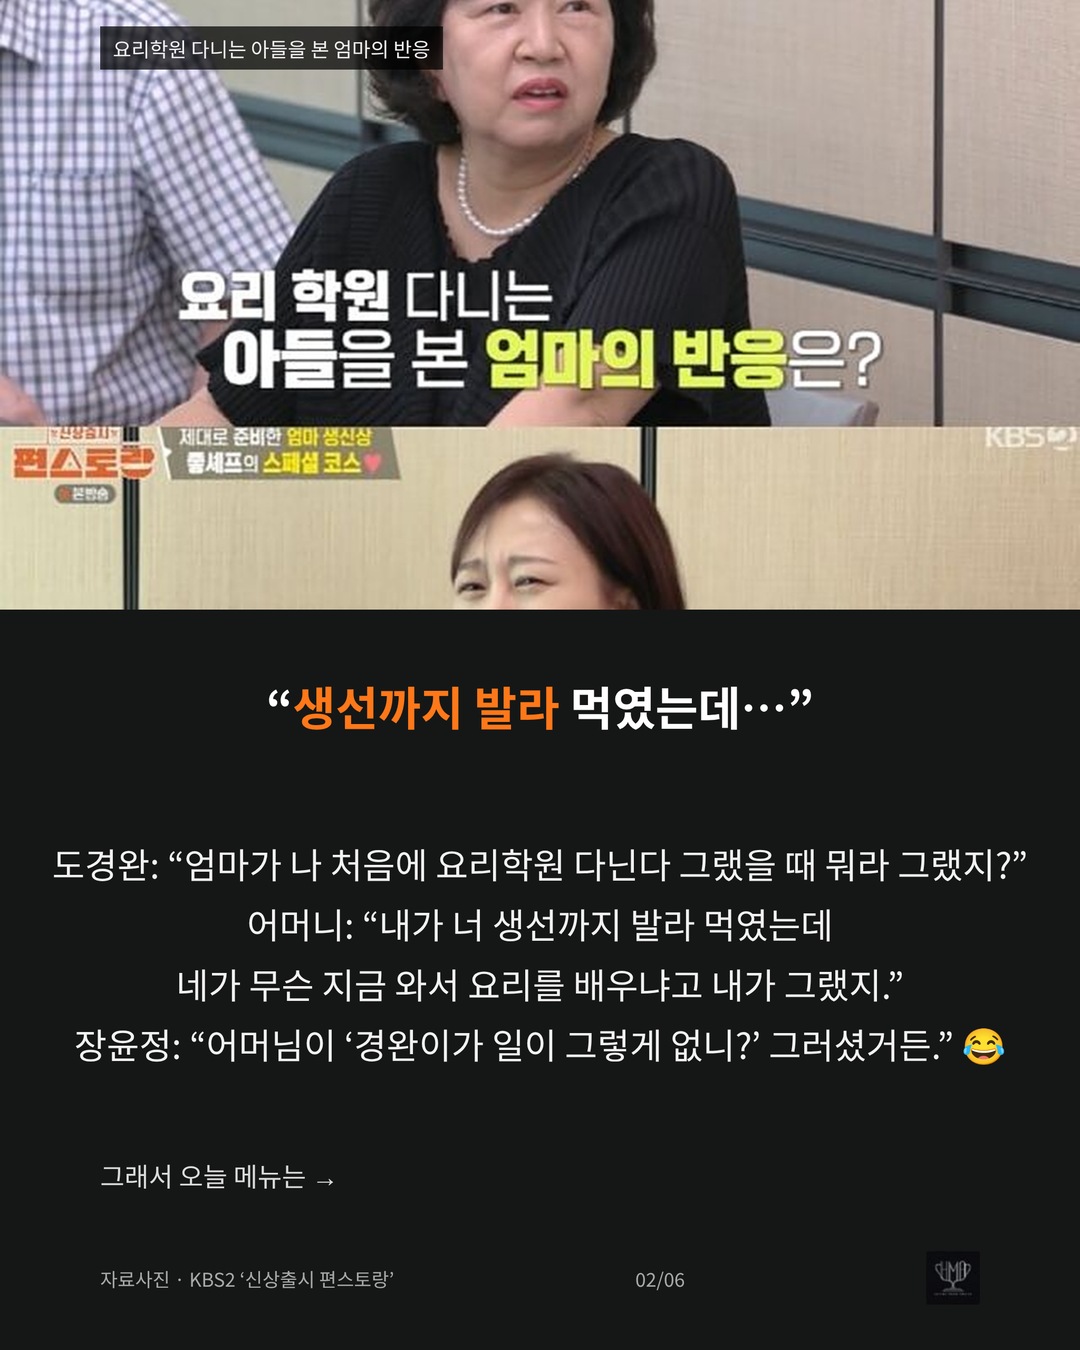 요리학원 다니는 아들을 본 엄마의 반응
요리 학원 다니는
아들을 본 엄마의 반응은?
신상출시
편스토랑
본방송
제대로 준비한 엄마 생신상
좋셰프의 스페셜 코스
KBS2
“생선까지 발라 먹였는데…”
도경완: “엄마가 나 처음에 요리학원 다닌다 그랬을 때 뭐라 그랬지?”
어머니: “내가 너 생선까지 발라 먹였는데
네가 무슨 지금 와서 요리를 배우냐고 내가 그랬지.”
장윤정: “어머님이 ‘경완이가 일이 그렇게 없니?’ 그러셨거든.” 😂
그래서 오늘 메뉴는 →
자료사진 · KBS2 ‘신상출시 편스토랑’
02/06